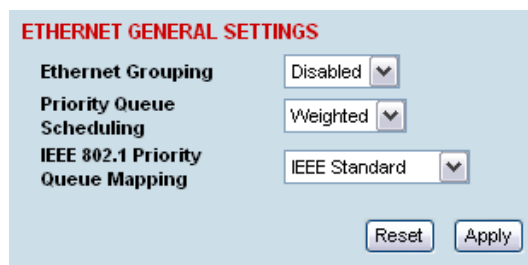 ETHERNET GENERAL SETTINGS
Ethernet Grouping Disabled
Priority Queue
Scheduling Weighted
IEEE 802.1 Priority
Queue Mapping IEEE Standard
Reset Apply